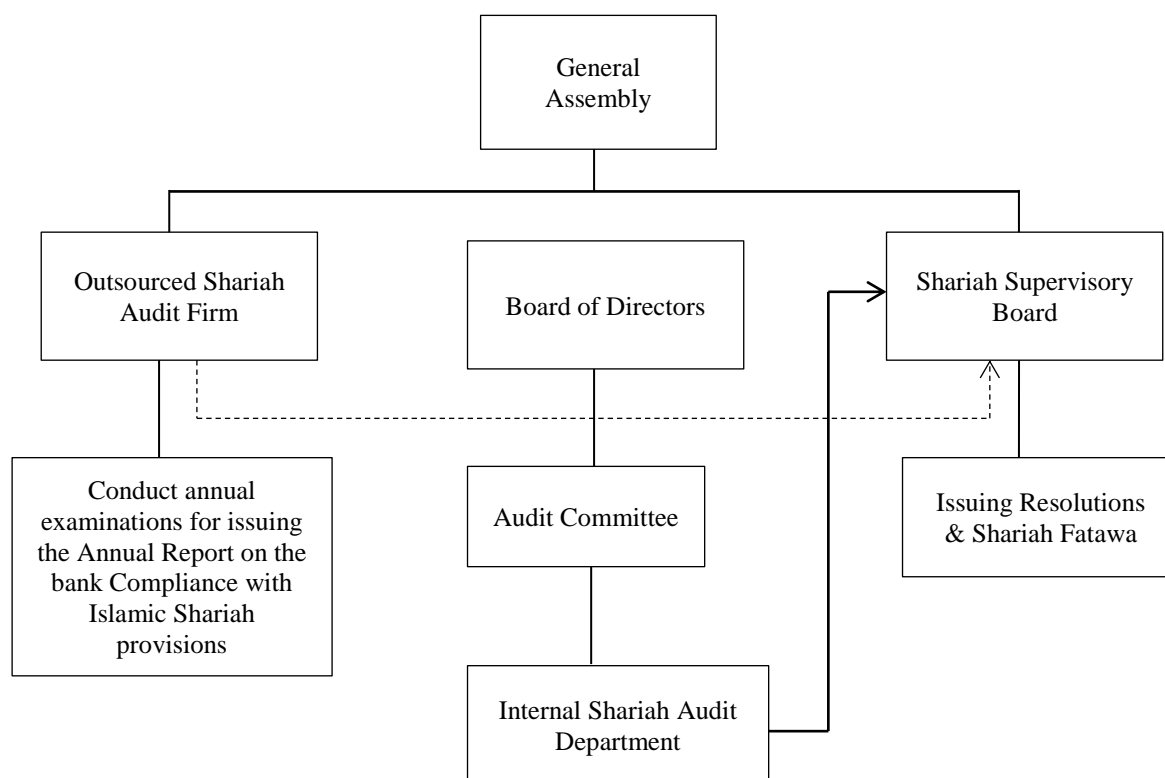 General
Assembly
Outsourced Shariah
Audit Firm
Board of Directors
Shariah Supervisory
Board
Conduct annual
examinations for issuing
the Annual Report on the
bank Compliance with
Islamic Shariah
provisions
Audit Committee
Issuing Resolutions
& Shariah Fatawa
Internal Shariah Audit
Department